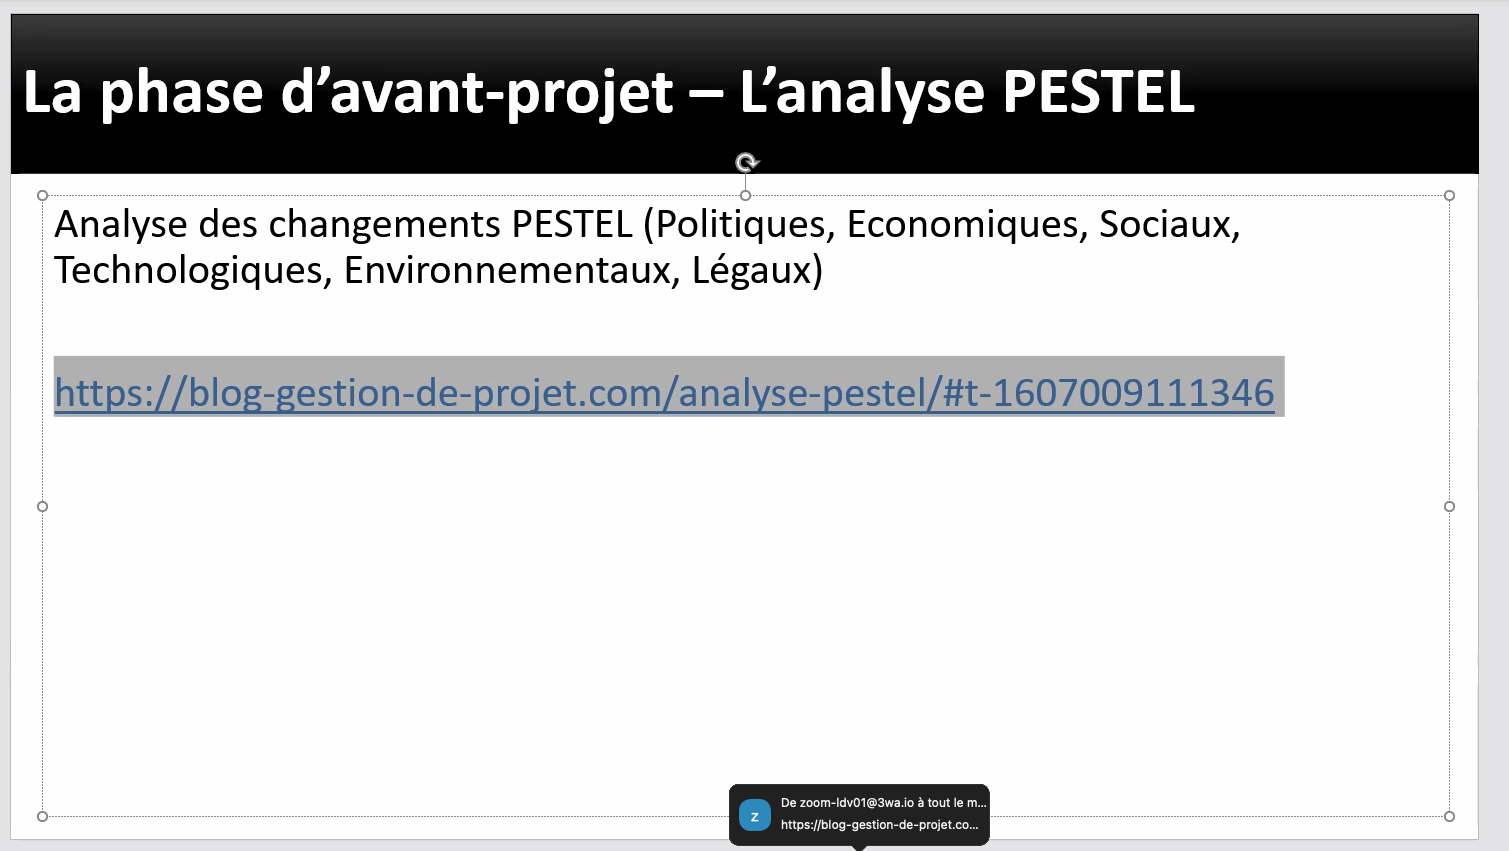 La phase d’avant-projet – L’analyse PESTEL
Analyse des changements PESTEL (Politiques, Economiques, Sociaux,
Technologiques, Environnementaux, Légaux)
https://blog-gestion-de-projet.com/analyse-pestel/#t-1607009111346
z
De zoom-ldv01@3wa.io à tout le m...
https://blog-gestion-de-projet.co...